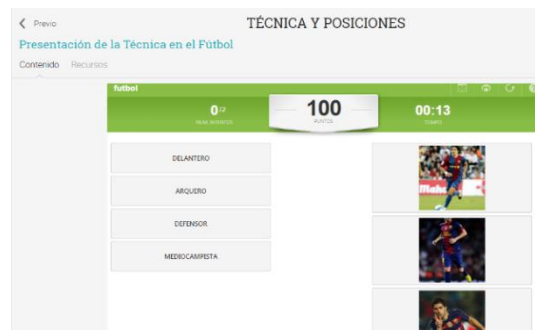 Previo
TÉCNICA Y POSICIONES
Presentación de la Técnica en el Fútbol
Contenido Recursos
futbol
0 100 00:13
PUNTOS TIEMPO
DELANTERO
ARQUERO
DEFENSOR
MEDIOCAMPISTA